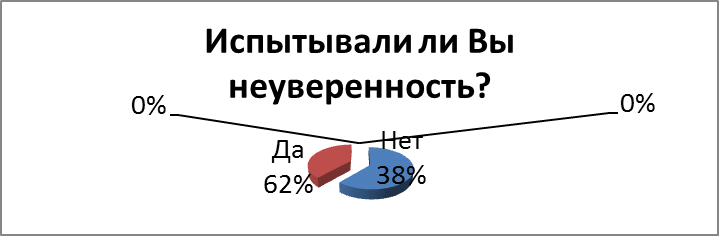 Испытывали ли Вы
неуверенность?
0%
0%
Да
62%
Нет
38%